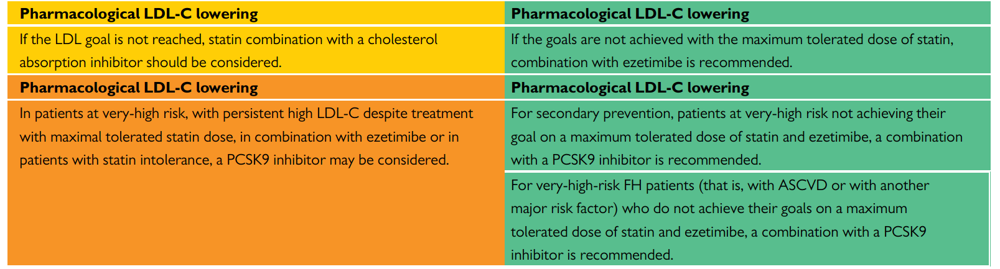 Pharmacological LDL-C lowering
If the LDL goal is not reached, statin combination with a cholesterol
absorption inhibitor should be considered.
Pharmacological LDL-C lowering
If the goals are not achieved with the maximum tolerated dose of statin,
combination with ezetimibe is recommended.
Pharmacological LDL-C lowering
In patients at very-high risk, with persistent high LDL-C despite treatment
with maximal tolerated statin dose, in combination with ezetimibe or in
patients with statin intolerance, a PCSK9 inhibitor may be considered.
Pharmacological LDL-C lowering
For secondary prevention, patients at very-high risk not achieving their
goal on a maximum tolerated dose of statin and ezetimibe, a combination
with a PCSK9 inhibitor is recommended.
For very-high-risk FH patients (that is, with ASCVD or with another
major risk factor) who do not achieve their goals on a maximum
tolerated dose of statin and ezetimibe, a combination with a PCSK9
inhibitor is recommended.